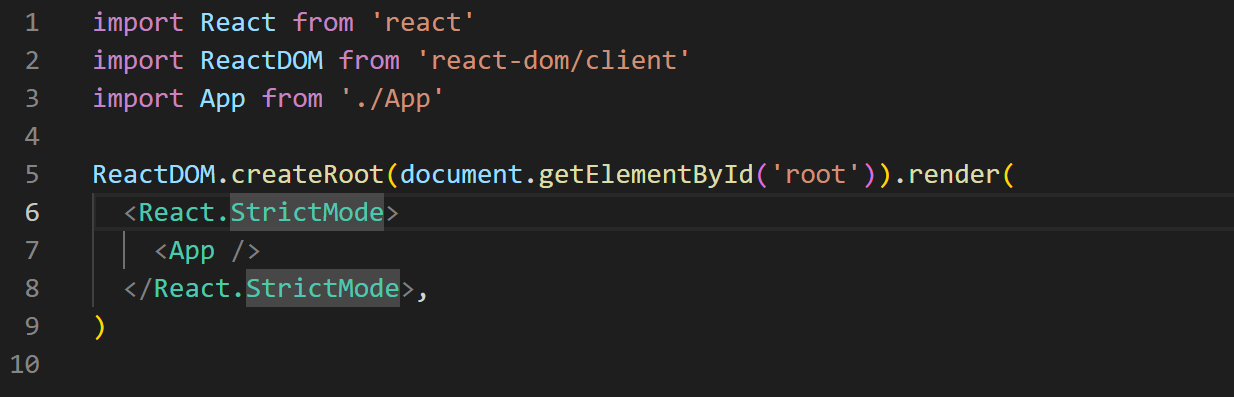 1 import React from 'react'
2 import ReactDOM from 'react-dom/client'
3 import App from './App'
4
5 ReactDOM.createRoot(document.getElementById('root')).render(
6   <React.StrictMode>
7     <App />
8   </React.StrictMode>,
9 )
10